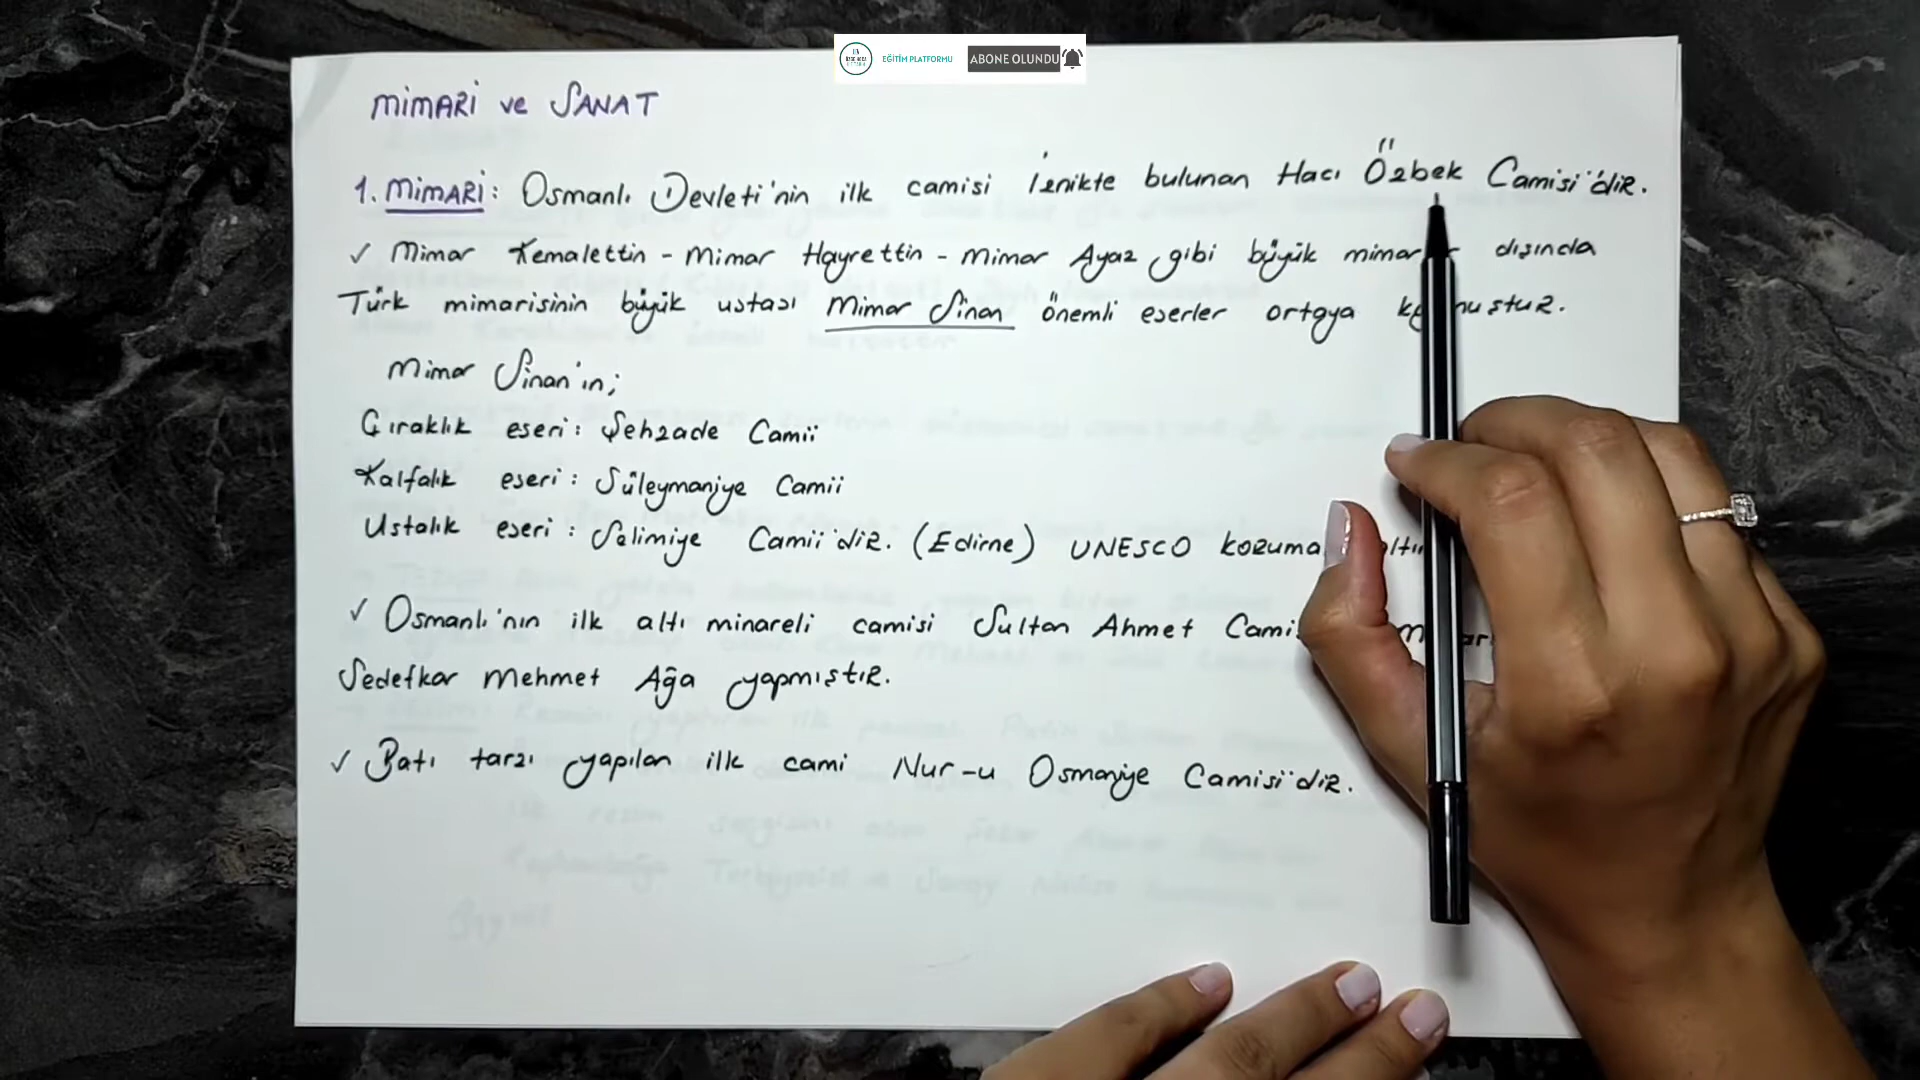 EĞİTİM PLATFORMU
ABONE OLUNDU
MİMARİ ve SANAT
1. MİMARİ: Osmanlı Devleti'nin ilk camisi İznikte bulunan Hacı Özbek Camisi'dir.
✓ Mimar Kemalettin - Mimar Hayrettin - Mimar Ayaz gibi büyük dışında
Türk mimarisinin büyük ustası Mimar Sinan önemli eserler ortaya
Mimar Sinan'ın;
Çıraklık eseri: Şehzade Camii
Kalfalık eseri: Süleymaniye Camii
Ustalık eseri: Selimiye Camii'dir. (Edirne) UNESCO
✓ Osmanlı'nın ilk altı minareli camisi Sultan Ahmet
Sedefkar Mehmet Ağa yapmıştır.
✓ Batı tarzı yapılan ilk cami Nur-u Osmaniye Camisi'dir.